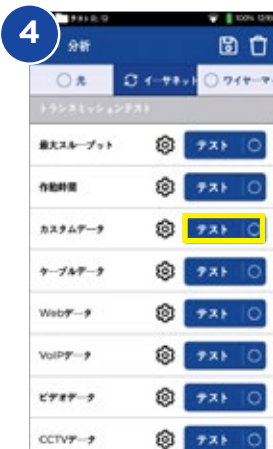 4
100%
分析
光
イーサネット
ワイヤーマ
トランスミッションテスト
最大スループット
テスト
作動時間
テスト
カスタムデータ
テスト
ケーブルデータ
テスト
Webデータ
テスト
VoIPデータ
テスト
ビデオデータ
テスト
CCTVデータ
テスト